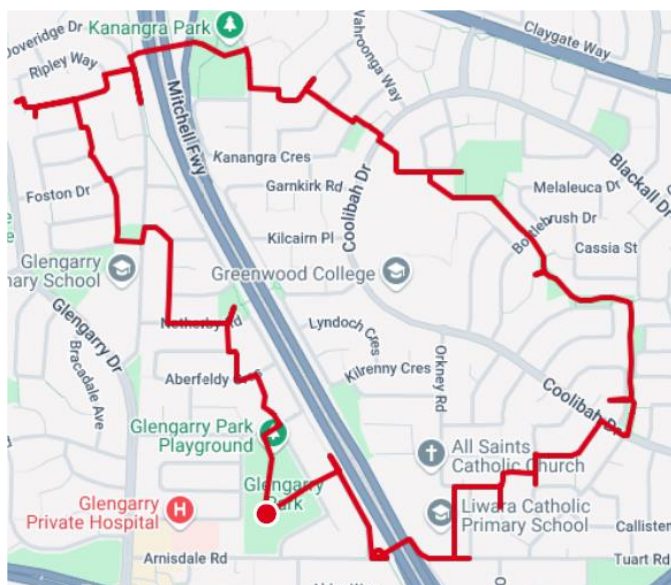 Doveridge Dr
Kanangra Park
Claygate Way
Ripley Way
Wahroonga Way
Mitchell Fwy
Kanangra Cres
Blackall Dr
Garnkirk Rd
Melaleuca Dr
Foston Dr
Coolibah Dr
Bottlebrush Dr
Kilcairn Pl
Cassia St
Glengarry
ary School
Greenwood College
Glengarry Dr
Netherby Rd
Lyndoch Cres
Bracadale Ave
Aberfeldy Cres
Kilrenny Cres
Orkney Rd
Coolibah Dr
Glengarry Park
Playground
All Saints
Catholic Church
Glengarry
Park
Glengarry
Private Hospital
Liwara Catholic
Primary School
Callisten
Arnisdale Rd
Tuart Rd